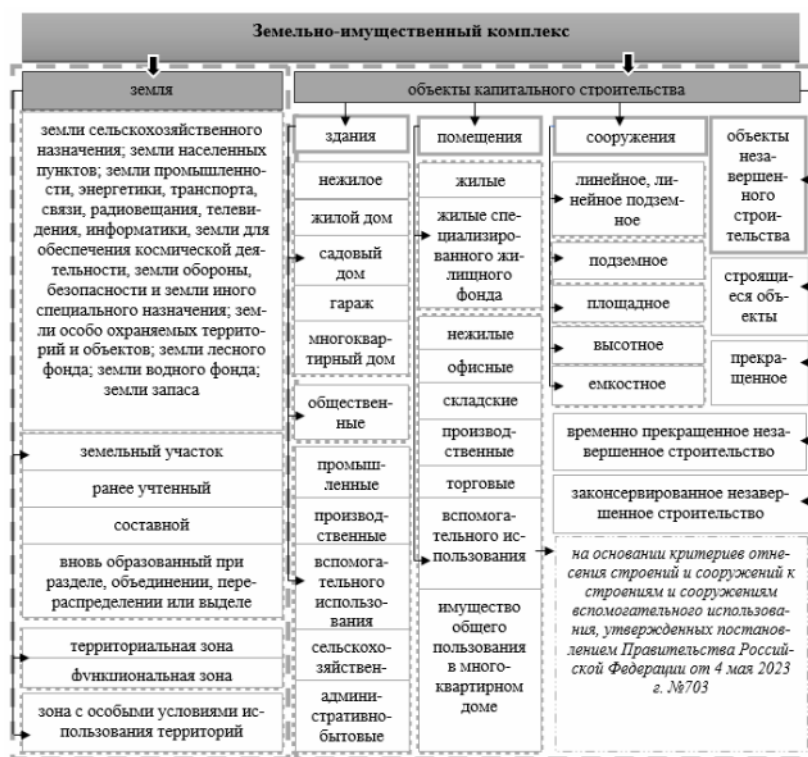 Земельно-имущественный комплекс
земля
земли сельскохозяйственного
назначения; земли населенных
пунктов; земли промышленно-
сти, энергетики, транспорта,
связи, радиовещания, телеви-
дения, информатики, земли для
обеспечения космической дея-
тельности, земли обороны,
безопасности и земли иного
специального назначения; зем-
ли особо охраняемых террито-
рий и объектов; земли лесного
фонда; земли водного фонда;
земли запаса
земельный участок
ранее учтенный
составной
вновь образованный при
разделе, объединении, пере-
распределении или выделе
территориальная зона
функциональная зона
зона с особыми условиями ис-
пользования территорий
объекты капитального строительства
здания
нежилое
жилой дом
садовый
дом
гараж
многоквар-
тирный дом
общественн-
ные
промыш-
ленные
производ-
ственные
вспомога-
тельного
использо-
вания
сельскохо-
зяйствен-
админи-
стративно-
бытовые
помещения
жилые
жилые спе-
циализиро-
ванного жи-
лищного
фонда
нежилые
офисные
складские
производ-
ственные
торговые
вспомога-
тельного ис-
пользования
имущество
общего
пользования
в много-
квартирном
доме
сооружения
линейное, ли-
нейное подзем-
ное
подземное
площадное
высотное
емкостное
объекты
неза-
вершен-
ного
строи-
тельства
строящи-
еся объ-
екты
прекра-
щенное
временно прекращенное неза-
вершенное строительство
законсервированное незавер-
шенное строительство
на основании критериев отне-
сения строений и сооружений к
строениям и сооружениям
вспомогательного использова-
ния, утвержденных постанов-
лением Правительства Россий-
ской Федерации от 4 мая 2023
г. №703